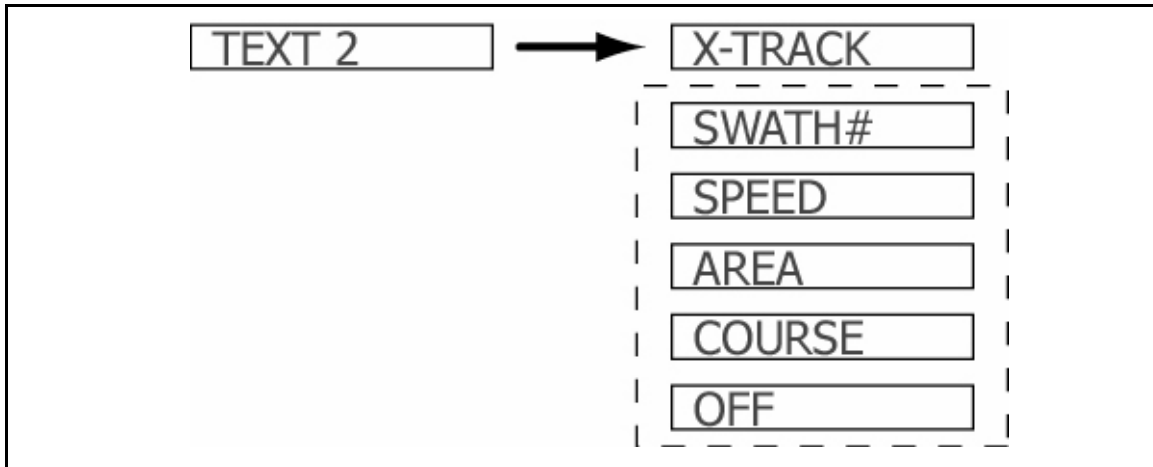 TEXT 2
X-TRACK
SWATH#
SPEED
AREA
COURSE
OFF